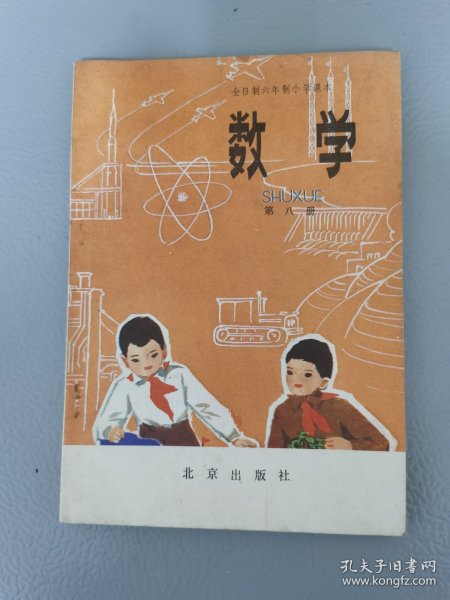 全日制六年制小学课本
数学
SHUXUE
第八册
北京出版社
孔夫子旧书网
www.kongfz.com